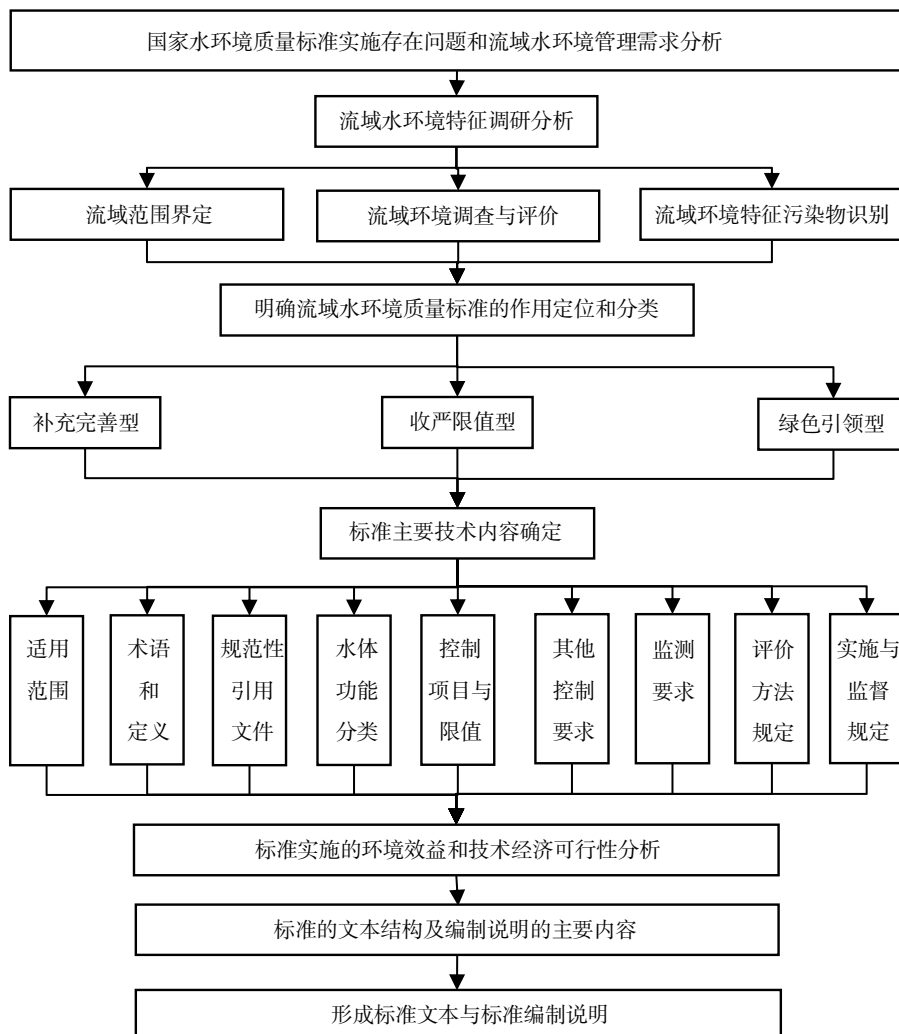 国家水环境质量标准实施存在问题和流域水环境管理需求分析
流域水环境特征调研分析
流域范围界定
流域环境调查与评价
流域环境特征污染物识别
明确流域水环境质量标准的作用定位和分类
补充完善型
收严限值型
绿色引领型
标准主要技术内容确定
适用
范围
术语
和
定义
规范性
引用
文件
水体
功能
分类
控制
项目与
限值
其他
控制
要求
监测
要求
评价
方法
规定
实施与
监督
规定
标准实施的环境效益和技术经济可行性分析
标准的文本结构及编制说明的主要内容
形成标准文本与标准编制说明